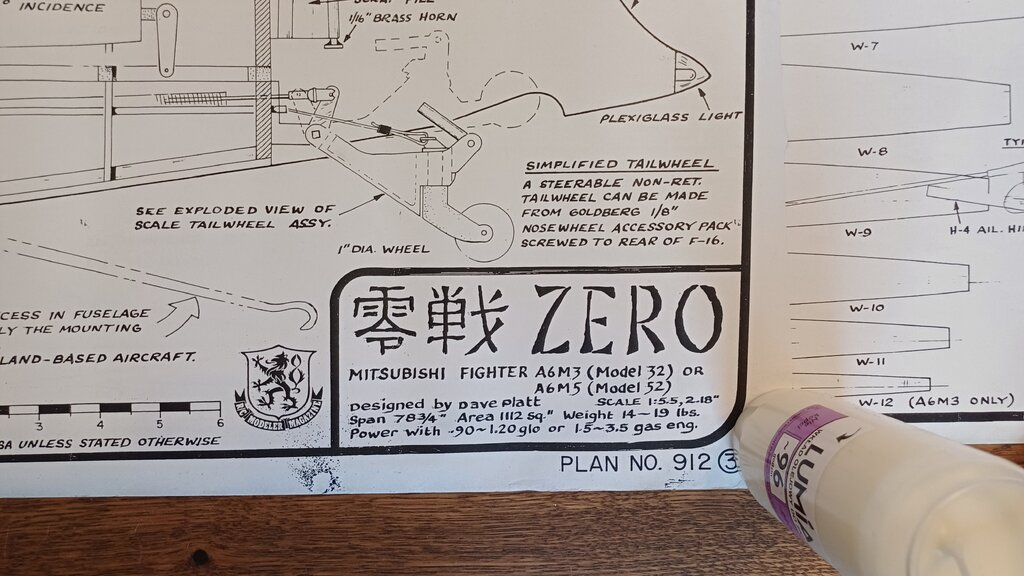 ° INCIDENCE
1/16" BRASS HORN
PLEXIGLASS LIGHT
SIMPLIFIED TAILWHEEL
A STEERABLE NON-RET.
TAILWHEEL CAN BE MADE
FROM GOLDBERG 1/8"
NOSEWHEEL ACCESSORY PACK
SCREWED TO REAR OF F-16.
SEE EXPLODED VIEW OF
SCALE TAILWHEEL ASSY.
1" DIA. WHEEL
CESS IN FUSELAGE
LY THE MOUNTING
LAND-BASED AIRCRAFT.
3 4 5 6
UNLESS STATED OTHERWISE
零戦 ZERO
MITSUBISHI FIGHTER A6M3 (Model 32) OR
A6M5 (Model 52)
Designed by Dave Platt SCALE 1:5.5, 2.18"
Span 78 3/4" Area 1112 sq." Weight 14-19 lbs.
Power with .90-1.20 glo or 1.5-3.5 gas eng.
PLAN NO. 912 3
W-7
W-8
W-9
H-4 AIL. HI
W-10
W-11
W-12 (A6M3 ONLY)
-96